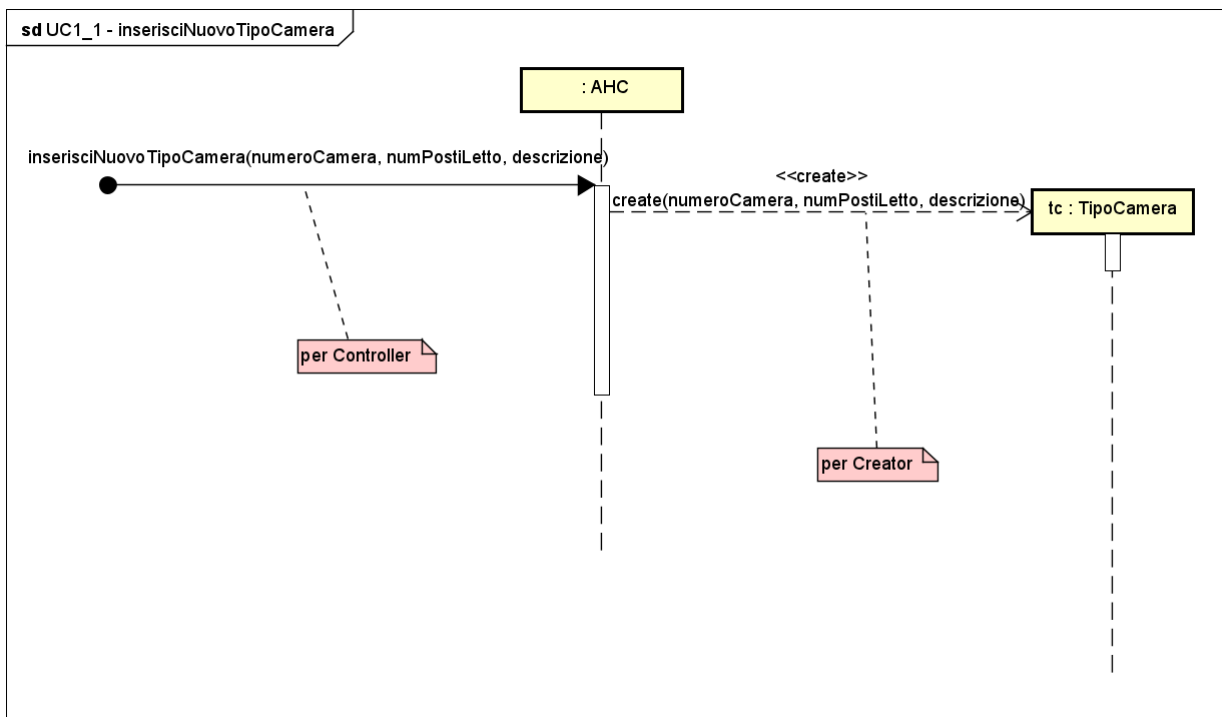 sd UC1_1 - inserisciNuovoTipoCamera
: AHC
inserisciNuovoTipoCamera(numeroCamera, numPostiLetto, descrizione)
<<create>>
create(numeroCamera, numPostiLetto, descrizione)
tc : TipoCamera
per Controller
per Creator